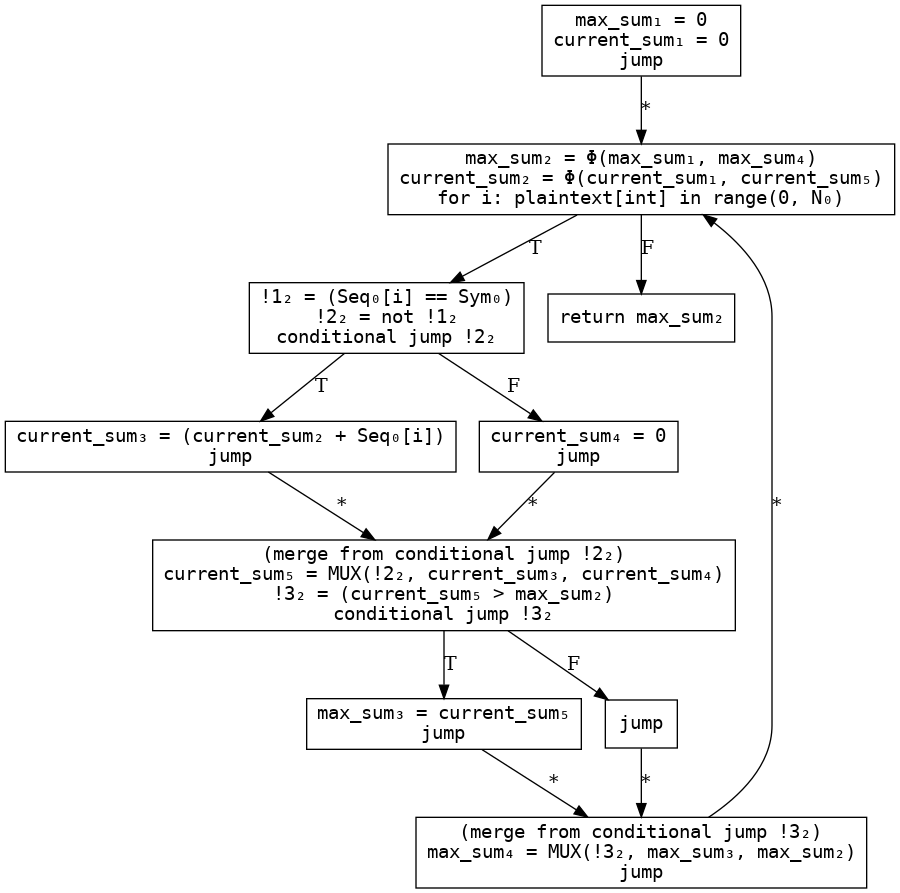 max_sum₁ = 0
current_sum₁ = 0
jump
*
max_sum₂ = Φ(max_sum₁, max_sum₄)
current_sum₂ = Φ(current_sum₁, current_sum₅)
for i: plaintext[int] in range(0, N₀)
T
F
!1₂ = (Seq₀[i] == Sym₀)
!2₂ = not !1₂
conditional jump !2₂
return max_sum₂
T
F
current_sum₃ = (current_sum₂ + Seq₀[i])
jump
current_sum₄ = 0
jump
*
*
*
(merge from conditional jump !2₂)
current_sum₅ = MUX(!2₂, current_sum₃, current_sum₄)
!3₂ = (current_sum₅ > max_sum₂)
conditional jump !3₂
T
F
max_sum₃ = current_sum₅
jump
jump
*
*
(merge from conditional jump !3₂)
max_sum₄ = MUX(!3₂, max_sum₃, max_sum₂)
jump